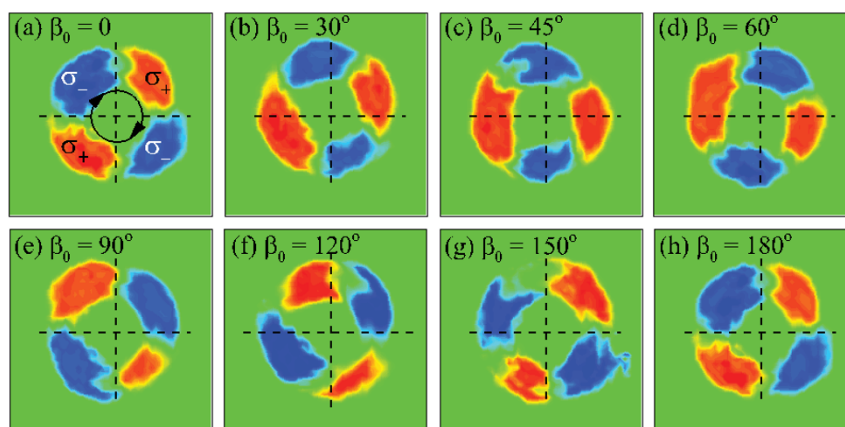 (a) β₀ = 0
σ₋ σ₊
σ₊ σ₋
(b) β₀ = 30°
(c) β₀ = 45°
(d) β₀ = 60°
(e) β₀ = 90°
(f) β₀ = 120°
(g) β₀ = 150°
(h) β₀ = 180°